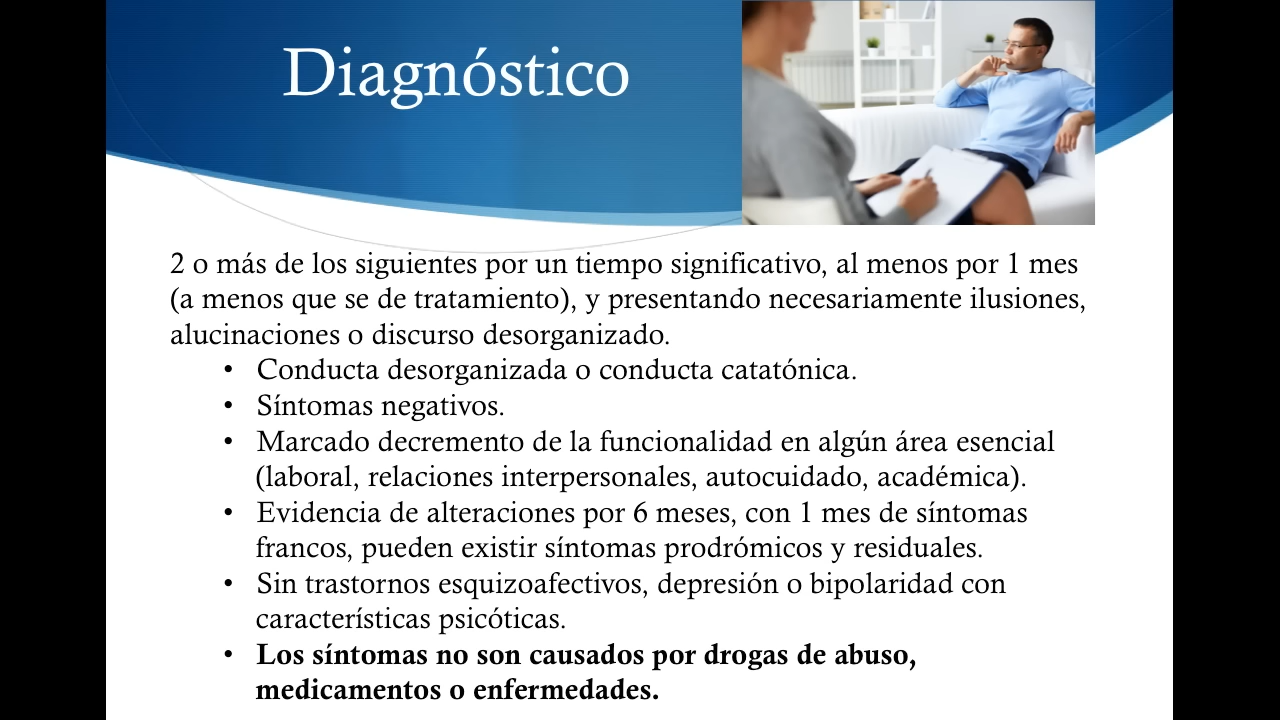 Diagnóstico
2 o más de los siguientes por un tiempo significativo, al menos por 1 mes
(a menos que se de tratamiento), y presentando necesariamente ilusiones,
alucinaciones o discurso desorganizado.
• Conducta desorganizada o conducta catatónica.
• Síntomas negativos.
• Marcado decremento de la funcionalidad en algún área esencial
(laboral, relaciones interpersonales, autocuidado, académica).
• Evidencia de alteraciones por 6 meses, con 1 mes de síntomas
francos, pueden existir síntomas prodrómicos y residuales.
• Sin trastornos esquizoafectivos, depresión o bipolaridad con
características psicóticas.
• Los síntomas no son causados por drogas de abuso,
medicamentos o enfermedades.